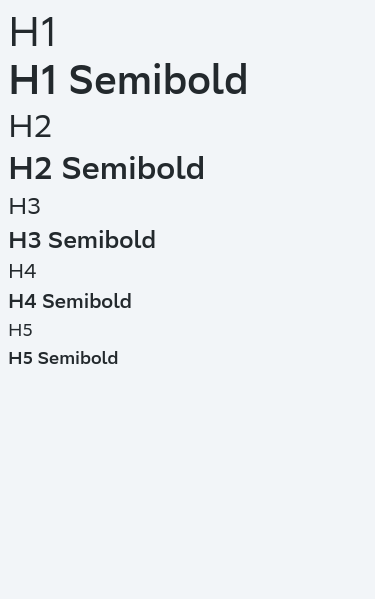 H1
H1 Semibold
H2
H2 Semibold
H3
H3 Semibold
H4
H4 Semibold
H5
H5 Semibold